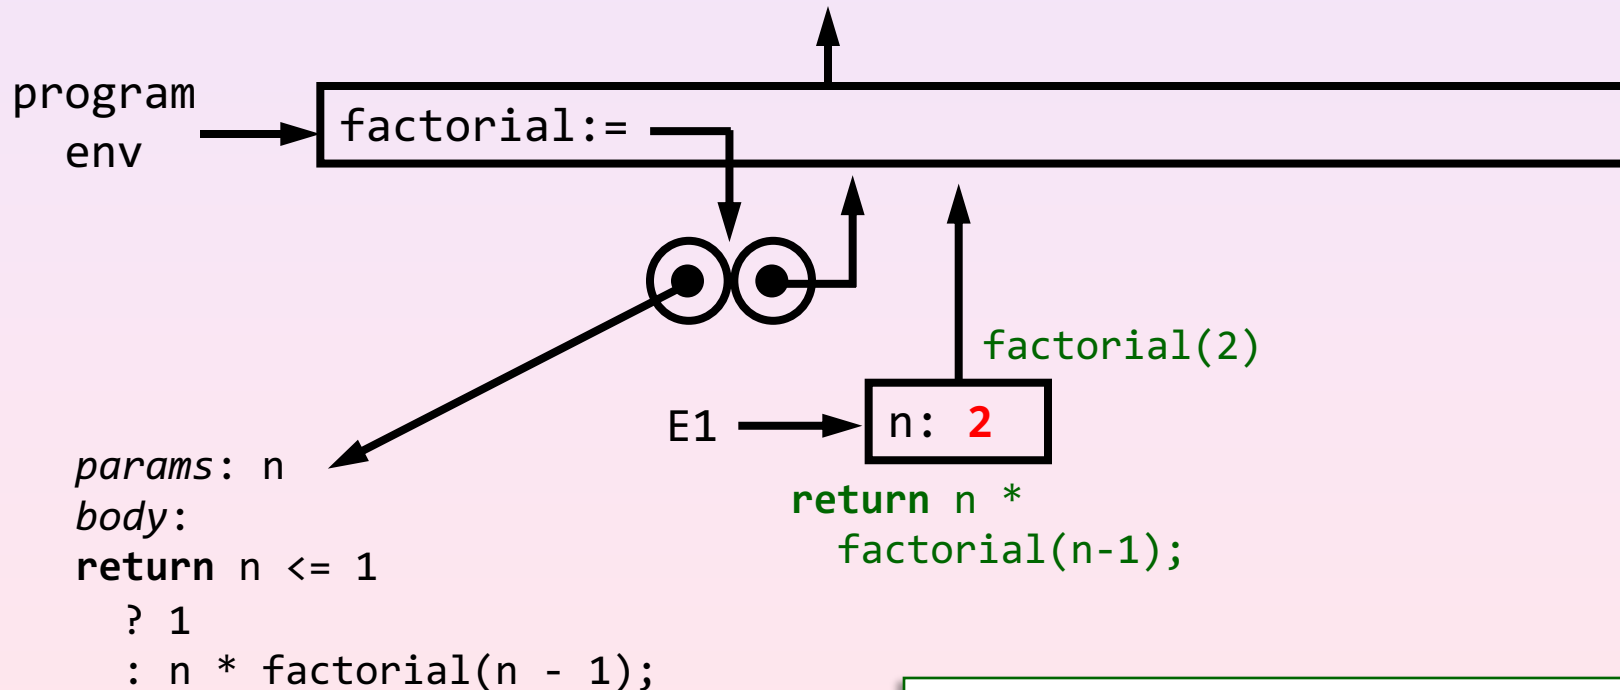 program
env
factorial:=
factorial(2)
E1
n: 2
params: n
body:
return n <= 1
? 1
: n * factorial(n - 1);
return n *
factorial(n-1);